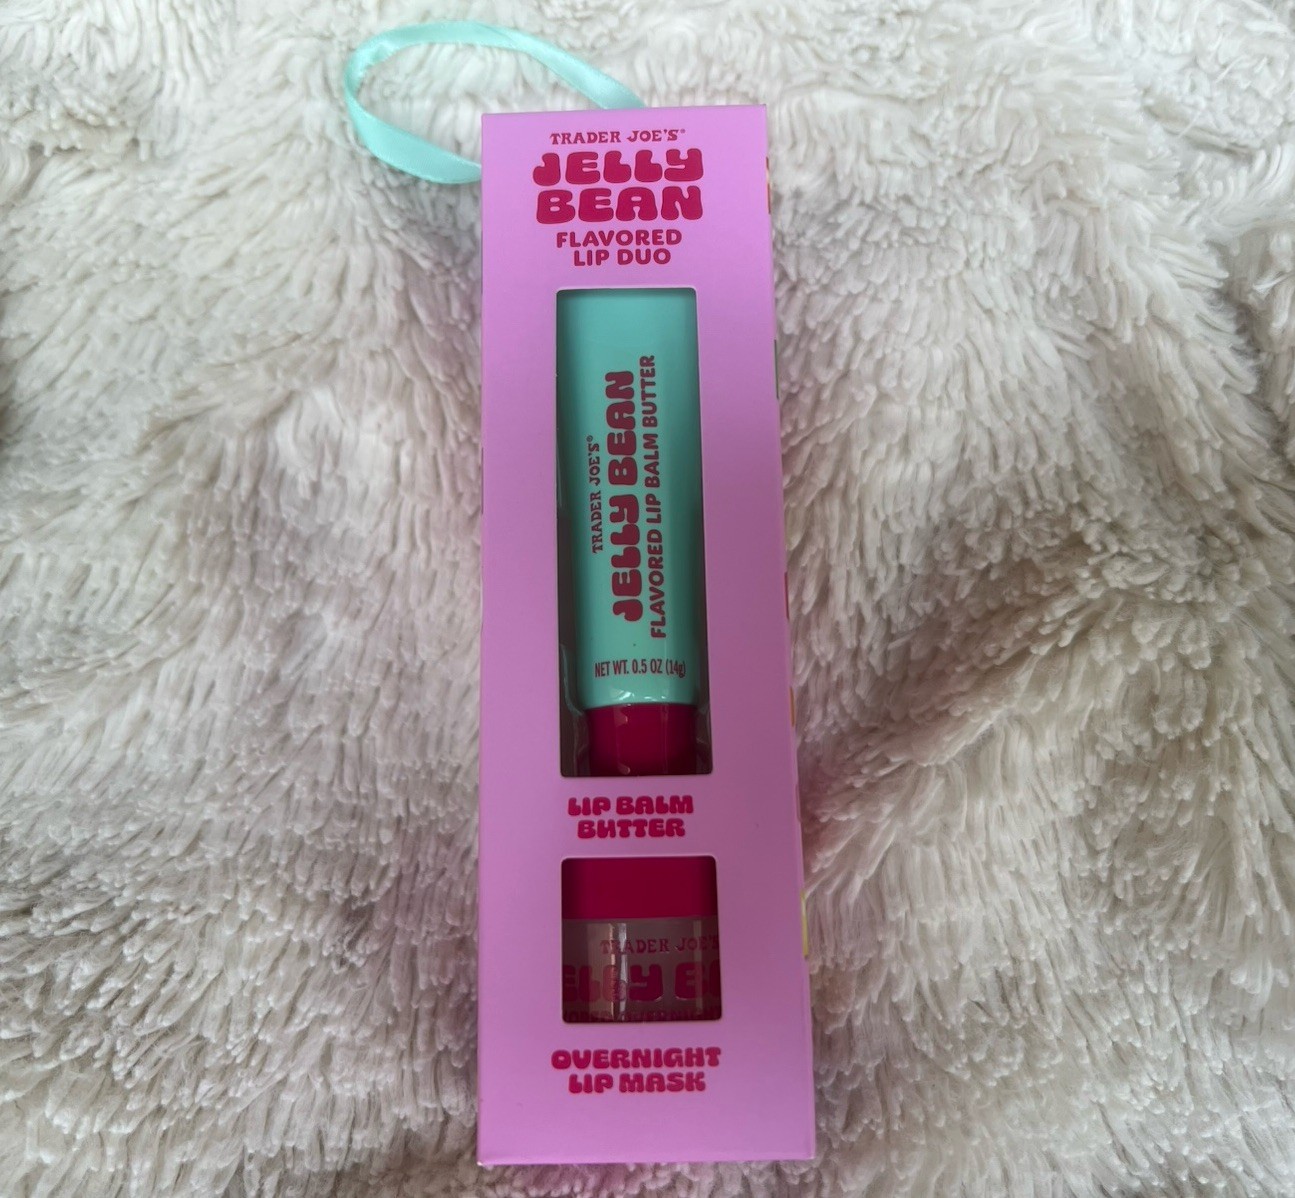 TRADER JOE'S®
JELLY
BEAN
FLAVORED
LIP DUO
TRADER JOE'S®
JELLY BEAN
FLAVORED LIP BALM BUTTER
NET WT. 0.5 OZ (14g)
LIP BALM
BUTTER
TRADER JOE'S
OVERNIGHT
LIP MASK